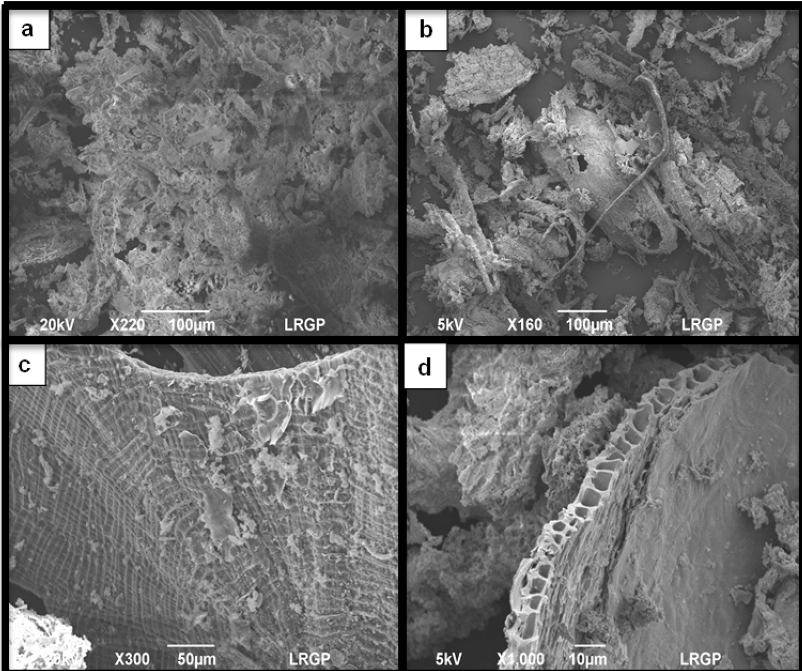 a
b
20kV X220 100µm LRGP
5kV X160 100µm LRGP
c
d
X300 50µm LRGP
5kV X1,000 10µm LRGP